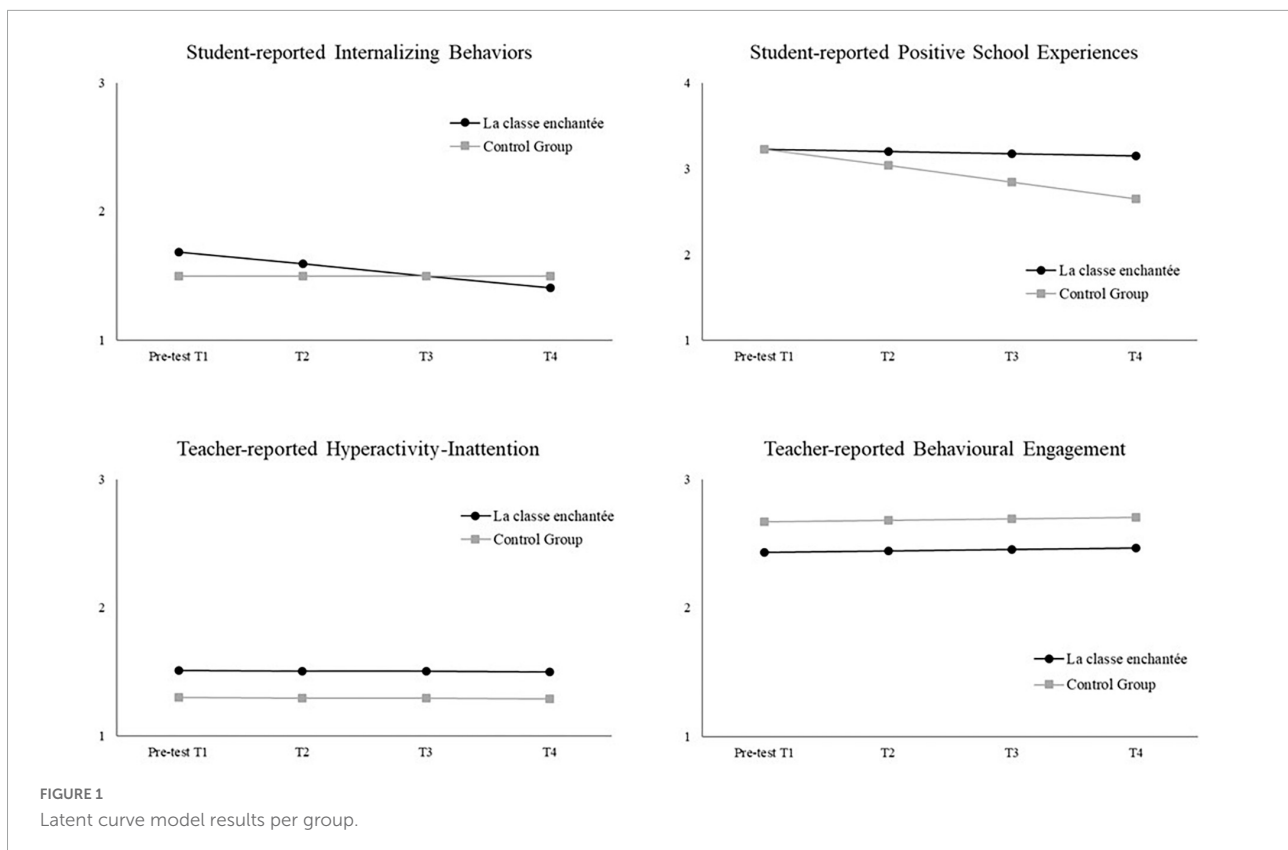 Student-reported Internalizing Behaviors
3
La classe enchantée
Control Group
2
1
Pre-test T1 T2 T3 T4
Student-reported Positive School Experiences
4
3
2
La classe enchantée
Control Group
1
Pre-test T1 T2 T3 T4
Teacher-reported Hyperactivity-Inattention
3
La classe enchantée
Control Group
2
1
Pre-test T1 T2 T3 T4
Teacher-reported Behavioural Engagement
3
2
La classe enchantée
Control Group
1
Pre-test T1 T2 T3 T4
FIGURE 1
Latent curve model results per group.